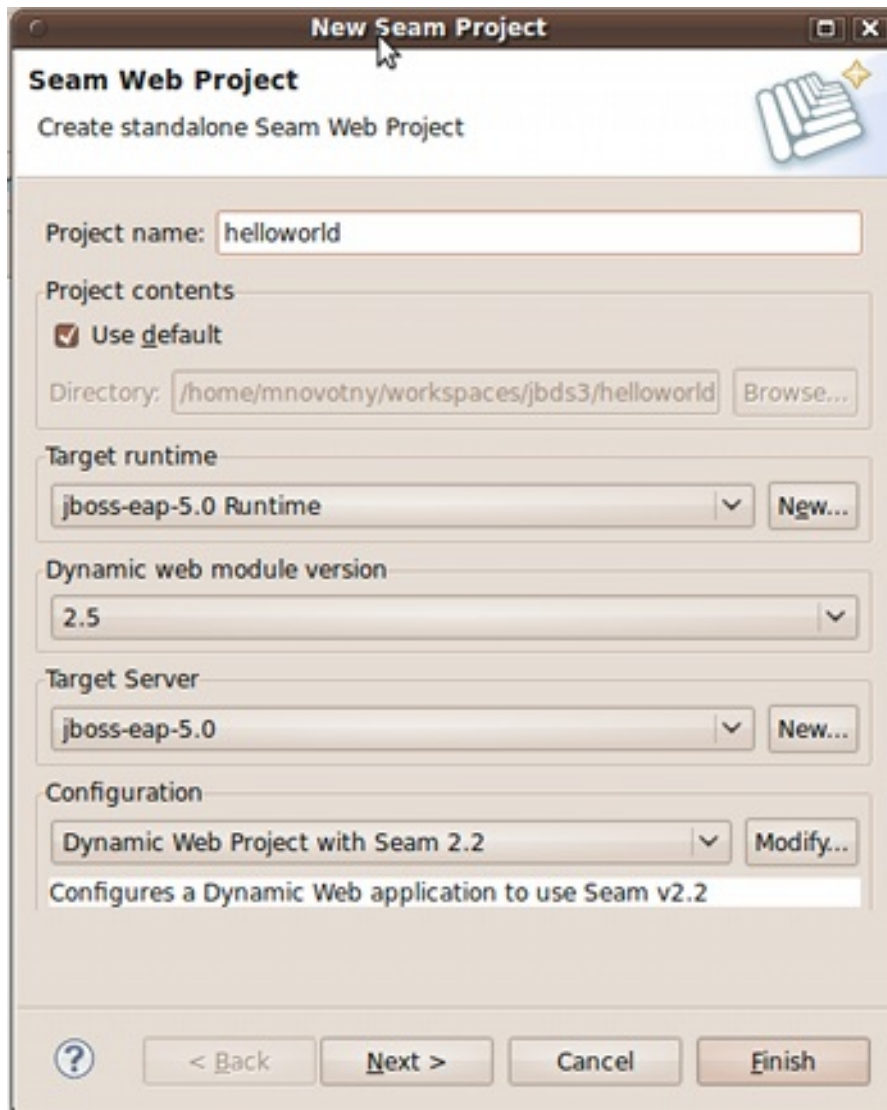 New Seam Project
Seam Web Project
Create standalone Seam Web Project
Project name: helloworld
Project contents
Use default
Directory: /home/mnovotny/workspaces/jbds3/helloworld Browse...
Target runtime
jboss-eap-5.0 Runtime New...
Dynamic web module version
2.5
Target Server
jboss-eap-5.0 New...
Configuration
Dynamic Web Project with Seam 2.2 Modify...
Configures a Dynamic Web application to use Seam v2.2
? < Back Next > Cancel Finish